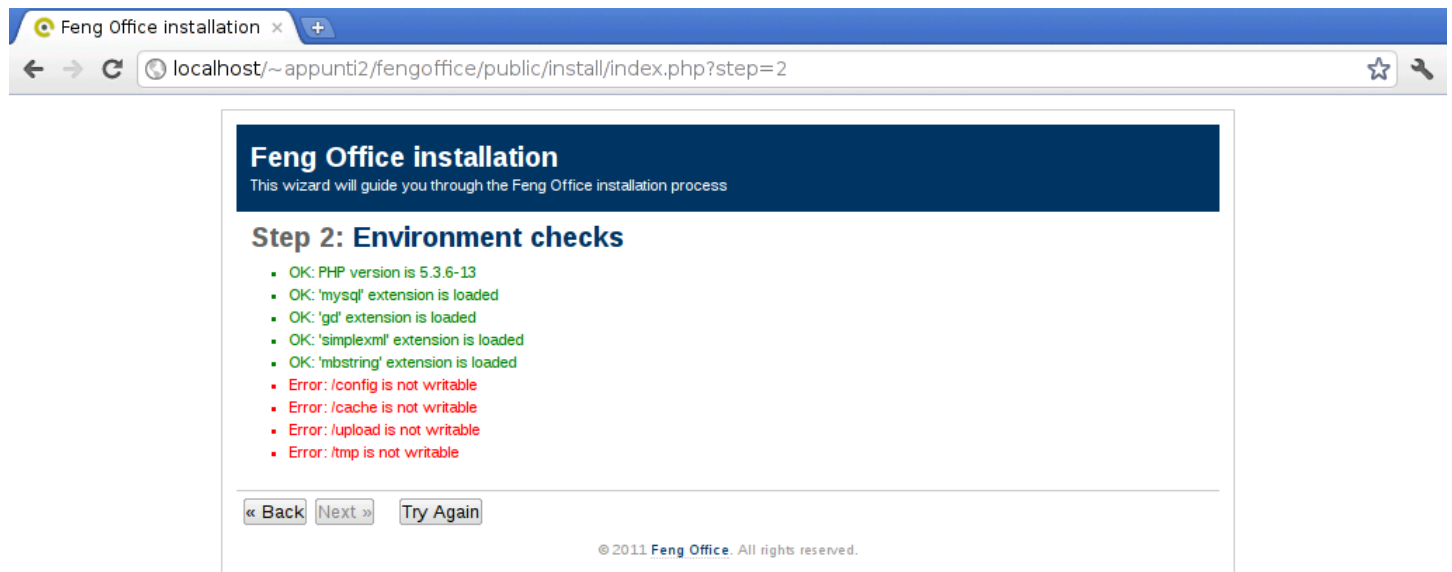 Feng Office installation
localhost/~appunti2/fengoffice/public/install/index.php?step=2
Feng Office installation
This wizard will guide you through the Feng Office installation process
Step 2: Environment checks
OK: PHP version is 5.3.6-13
OK: 'mysql' extension is loaded
OK: 'gd' extension is loaded
OK: 'simplexml' extension is loaded
OK: 'mbstring' extension is loaded
Error: /config is not writable
Error: /cache is not writable
Error: /upload is not writable
Error: /tmp is not writable
« Back Next » Try Again
© 2011 Feng Office. All rights reserved.